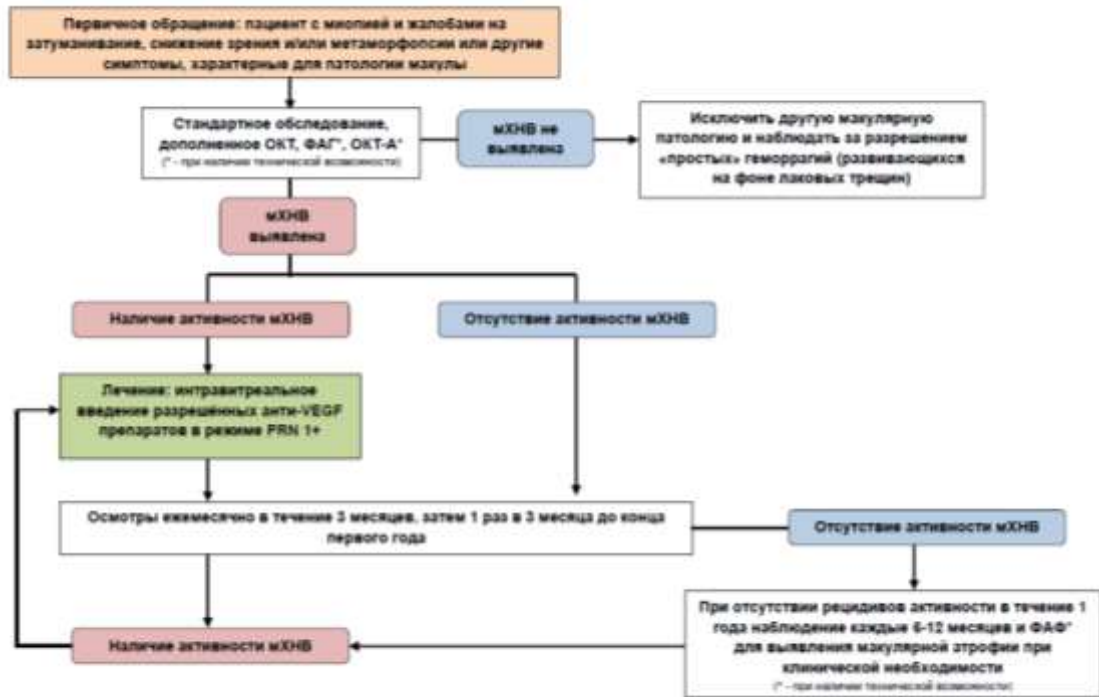 Первичное обращение: пациент с миопией и жалобами на
затуманивание, снижение зрения и/или метаморфопсии или другие
симптомы, характерные для патологии макулы
Стандартное обследование,
дополненное ОКТ, ФАГ*, ОКТ-А*
(* - при наличии технической возможности)
мХНВ не
выявлена
Исключить другую макулярную
патологию и наблюдать за разрешением
«простых» геморрагий (развивающихся
на фоне лаковых трещин)
мХНВ
выявлена
Наличие активности мХНВ
Отсутствие активности мХНВ
Лечение: интравитреальное
введение разрешённых анти-VEGF
препаратов в режиме PRN 1+
Осмотры ежемесячно в течение 3 месяцев, затем 1 раз в 3 месяца до конца
первого года
Отсутствие активности мХНВ
При отсутствии рецидивов активности в течение 1
года наблюдение каждые 6-12 месяцев и ФАФ*
для выявления макулярной атрофии при
клинической необходимости
(* - при наличии технической возможности)
Наличие активности мХНВ